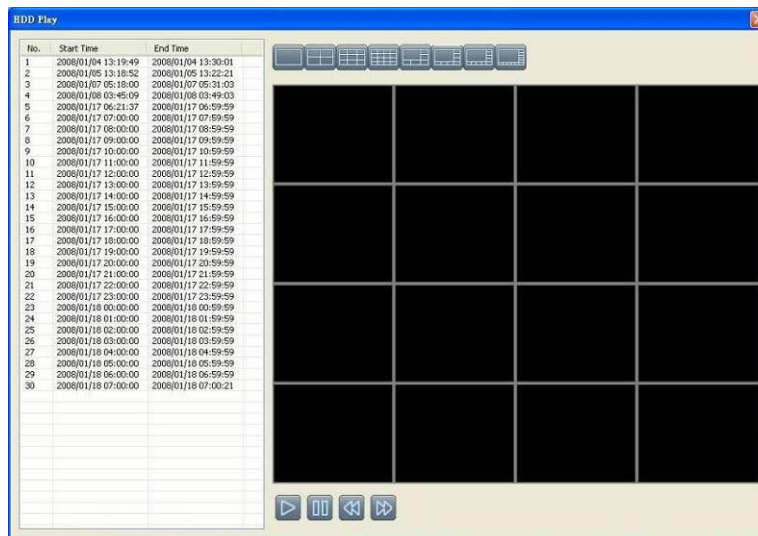 HDD Play
No. Start Time End Time
1 2008/01/04 13:19:49 2008/01/04 13:30:01
2 2008/01/05 13:18:52 2008/01/05 13:22:21
3 2008/01/07 05:18:00 2008/01/07 05:31:03
4 2008/01/08 03:45:09 2008/01/08 03:49:03
5 2008/01/17 06:21:37 2008/01/17 06:59:59
6 2008/01/17 07:00:00 2008/01/17 07:59:59
7 2008/01/17 08:00:00 2008/01/17 08:59:59
8 2008/01/17 09:00:00 2008/01/17 09:59:59
9 2008/01/17 10:00:00 2008/01/17 10:59:59
10 2008/01/17 11:00:00 2008/01/17 11:59:59
11 2008/01/17 12:00:00 2008/01/17 12:59:59
12 2008/01/17 13:00:00 2008/01/17 13:59:59
13 2008/01/17 14:00:00 2008/01/17 14:59:59
14 2008/01/17 15:00:00 2008/01/17 15:59:59
15 2008/01/17 16:00:00 2008/01/17 16:59:59
16 2008/01/17 17:00:00 2008/01/17 17:59:59
17 2008/01/17 18:00:00 2008/01/17 18:59:59
18 2008/01/17 19:00:00 2008/01/17 19:59:59
19 2008/01/17 20:00:00 2008/01/17 20:59:59
20 2008/01/17 21:00:00 2008/01/17 21:59:59
21 2008/01/17 22:00:00 2008/01/17 22:59:59
22 2008/01/17 23:00:00 2008/01/17 23:59:59
23 2008/01/18 00:00:00 2008/01/18 00:59:59
24 2008/01/18 01:00:00 2008/01/18 01:59:59
25 2008/01/18 02:00:00 2008/01/18 02:59:59
26 2008/01/18 03:00:00 2008/01/18 03:59:59
27 2008/01/18 04:00:00 2008/01/18 04:59:59
28 2008/01/18 05:00:00 2008/01/18 05:59:59
29 2008/01/18 06:00:00 2008/01/18 06:59:59
30 2008/01/18 07:00:00 2008/01/18 07:00:21